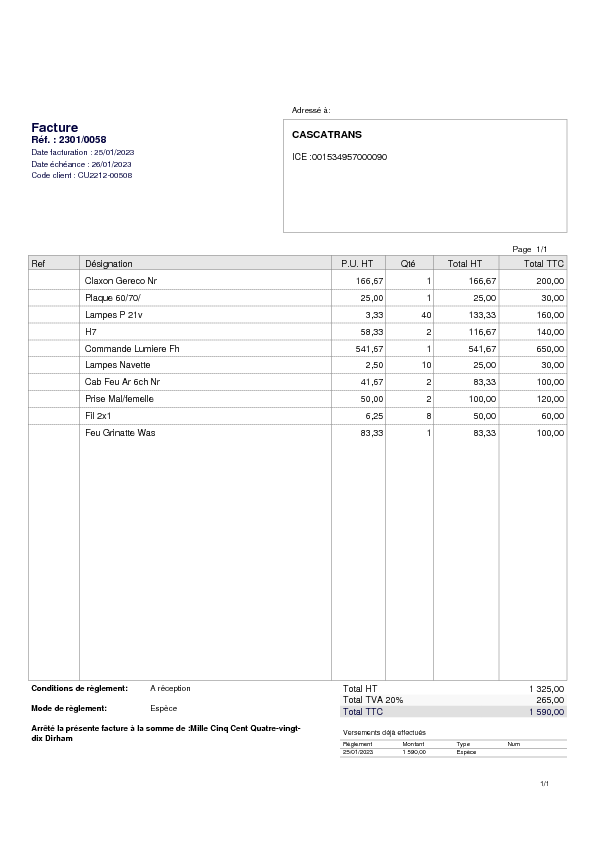 Adressé à:
Facture
Réf. : 2301/0058
Date facturation : 25/01/2023
Date échéance : 26/01/2023
Code client : CU2212-00508
CASCATRANS
ICE :001534957000090
Page 1/1
Ref Désignation P.U. HT Qté Total HT Total TTC
Claxon Gereco Nr 166,67 1 166,67 200,00
Plaque 60/70/ 25,00 1 25,00 30,00
Lampes P 21v 3,33 40 133,33 160,00
H7 58,33 2 116,67 140,00
Commande Lumiere Fh 541,67 1 541,67 650,00
Lampes Navette 2,50 10 25,00 30,00
Cab Feu Ar 6ch Nr 41,67 2 83,33 100,00
Prise Mal/femelle 50,00 2 100,00 120,00
Fil 2x1 6,25 8 50,00 60,00
Feu Grinatte Was 83,33 1 83,33 100,00
Conditions de règlement: A réception
Mode de règlement: Espèce
Arrêté la présente facture à la somme de :Mille Cinq Cent Quatre-vingt-
dix Dirham
Total HT 1 325,00
Total TVA 20% 265,00
Total TTC 1 590,00
Versements déjà effectués
Règlement Montant Type Num
25/01/2023 1 590,00 Espèce
1/1